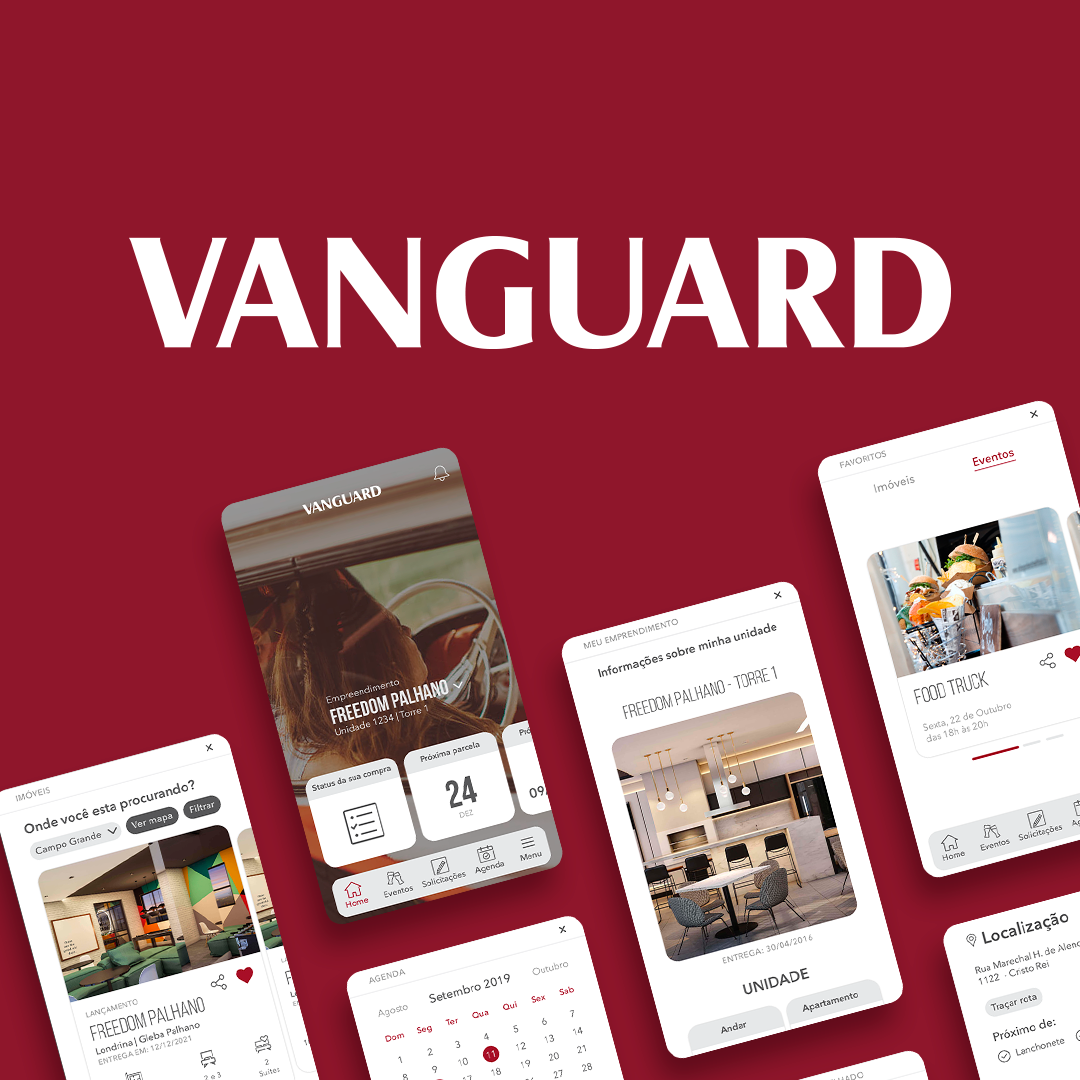 VANGUARD
VANGUARD
Empreendimento
FREEDOM PALHANO
Unidade 1234 | Torre 1
Status da sua compra
Próxima parcela
24
DEZ
09
Home
Eventos
Solicitações
Agenda
Menu
FAVORITOS
Imóveis
Eventos
FOOD TRUCK
Sexta, 22 de Outubro
das 18h às 20h
Home
Eventos
Solicitações
MEU EMPREENDIMENTO
Informações sobre minha unidade
FREEDOM PALHANO - TORRE 1
ENTREGA: 30/04/2016
UNIDADE
Andar
Apartamento
IMÓVEIS
Onde você esta procurando?
Campo Grande
Ver mapa
Filtrar
LANÇAMENTO
FREEDOM PALHANO
Londrina | Gleba Palhano
ENTREGA EM: 12/12/2021
2 e 3
2
Suítes
AGENDA
Agosto
Setembro 2019
Outubro
Dom Seg Ter Qua Qui Sex Sab
1 2 3 4 5 6 7
8 9 10 11 12 13 14
17 18 19 20 21
27 28
Localização
Rua Marechal H. de Alenc
1122 - Cristo Rei
Traçar rota
Próximo de:
Lanchonete